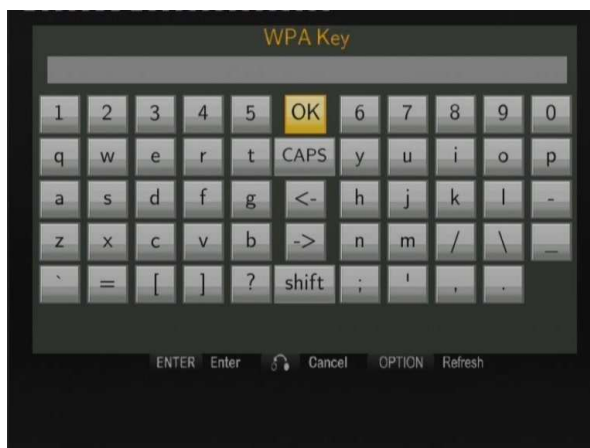 WPA Key
1 2 3 4 5 OK 6 7 8 9 0
q w e r t CAPS y u i o p
a s d f g <- h j k l -
z x c v b -> n m / \ _
` = [ ] ? shift ; ' , .
ENTER Enter Cancel OPTION Refresh